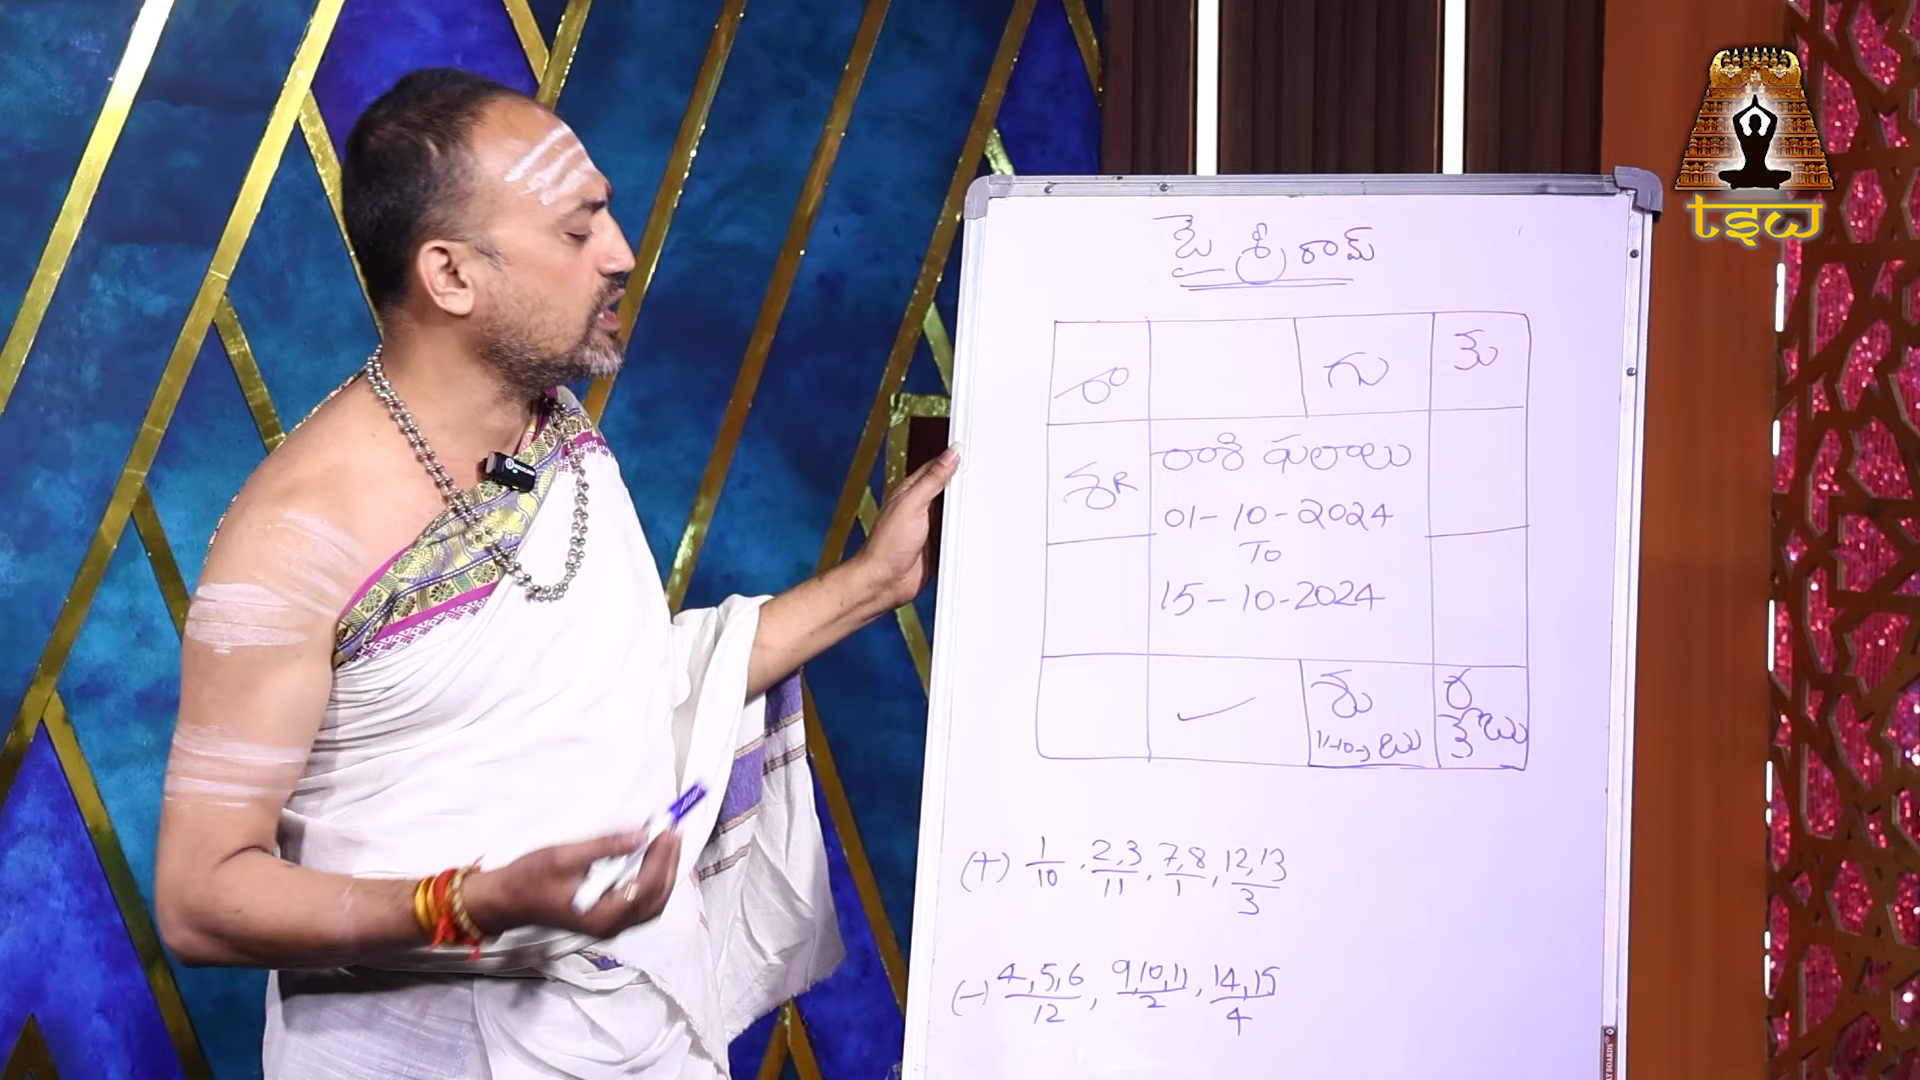 జై శ్రీరామ్
రా
గు
కు
శR
రాశి ఫలాలు
01-10-2024
To
15-10-2024
శు
11-10→ బు
ర
కే బు
(+) 1/10, 2,3/11, 7,8/1, 12,13/3
(-) 4,5,6/12, 9,10,11/2, 14,15/4
tsw